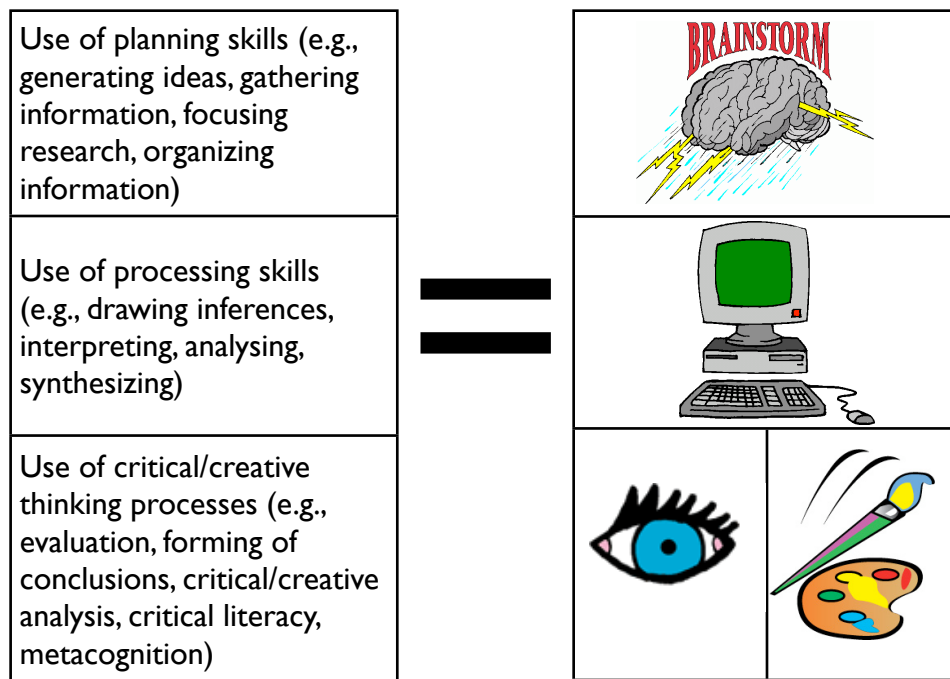 Use of planning skills (e.g.,
generating ideas, gathering
information, focusing
research, organizing
information)
BRAINSTORM
Use of processing skills
(e.g., drawing inferences,
interpreting, analysing,
synthesizing)
Use of critical/creative
thinking processes (e.g.,
evaluation, forming of
conclusions, critical/creative
analysis, critical literacy,
metacognition)